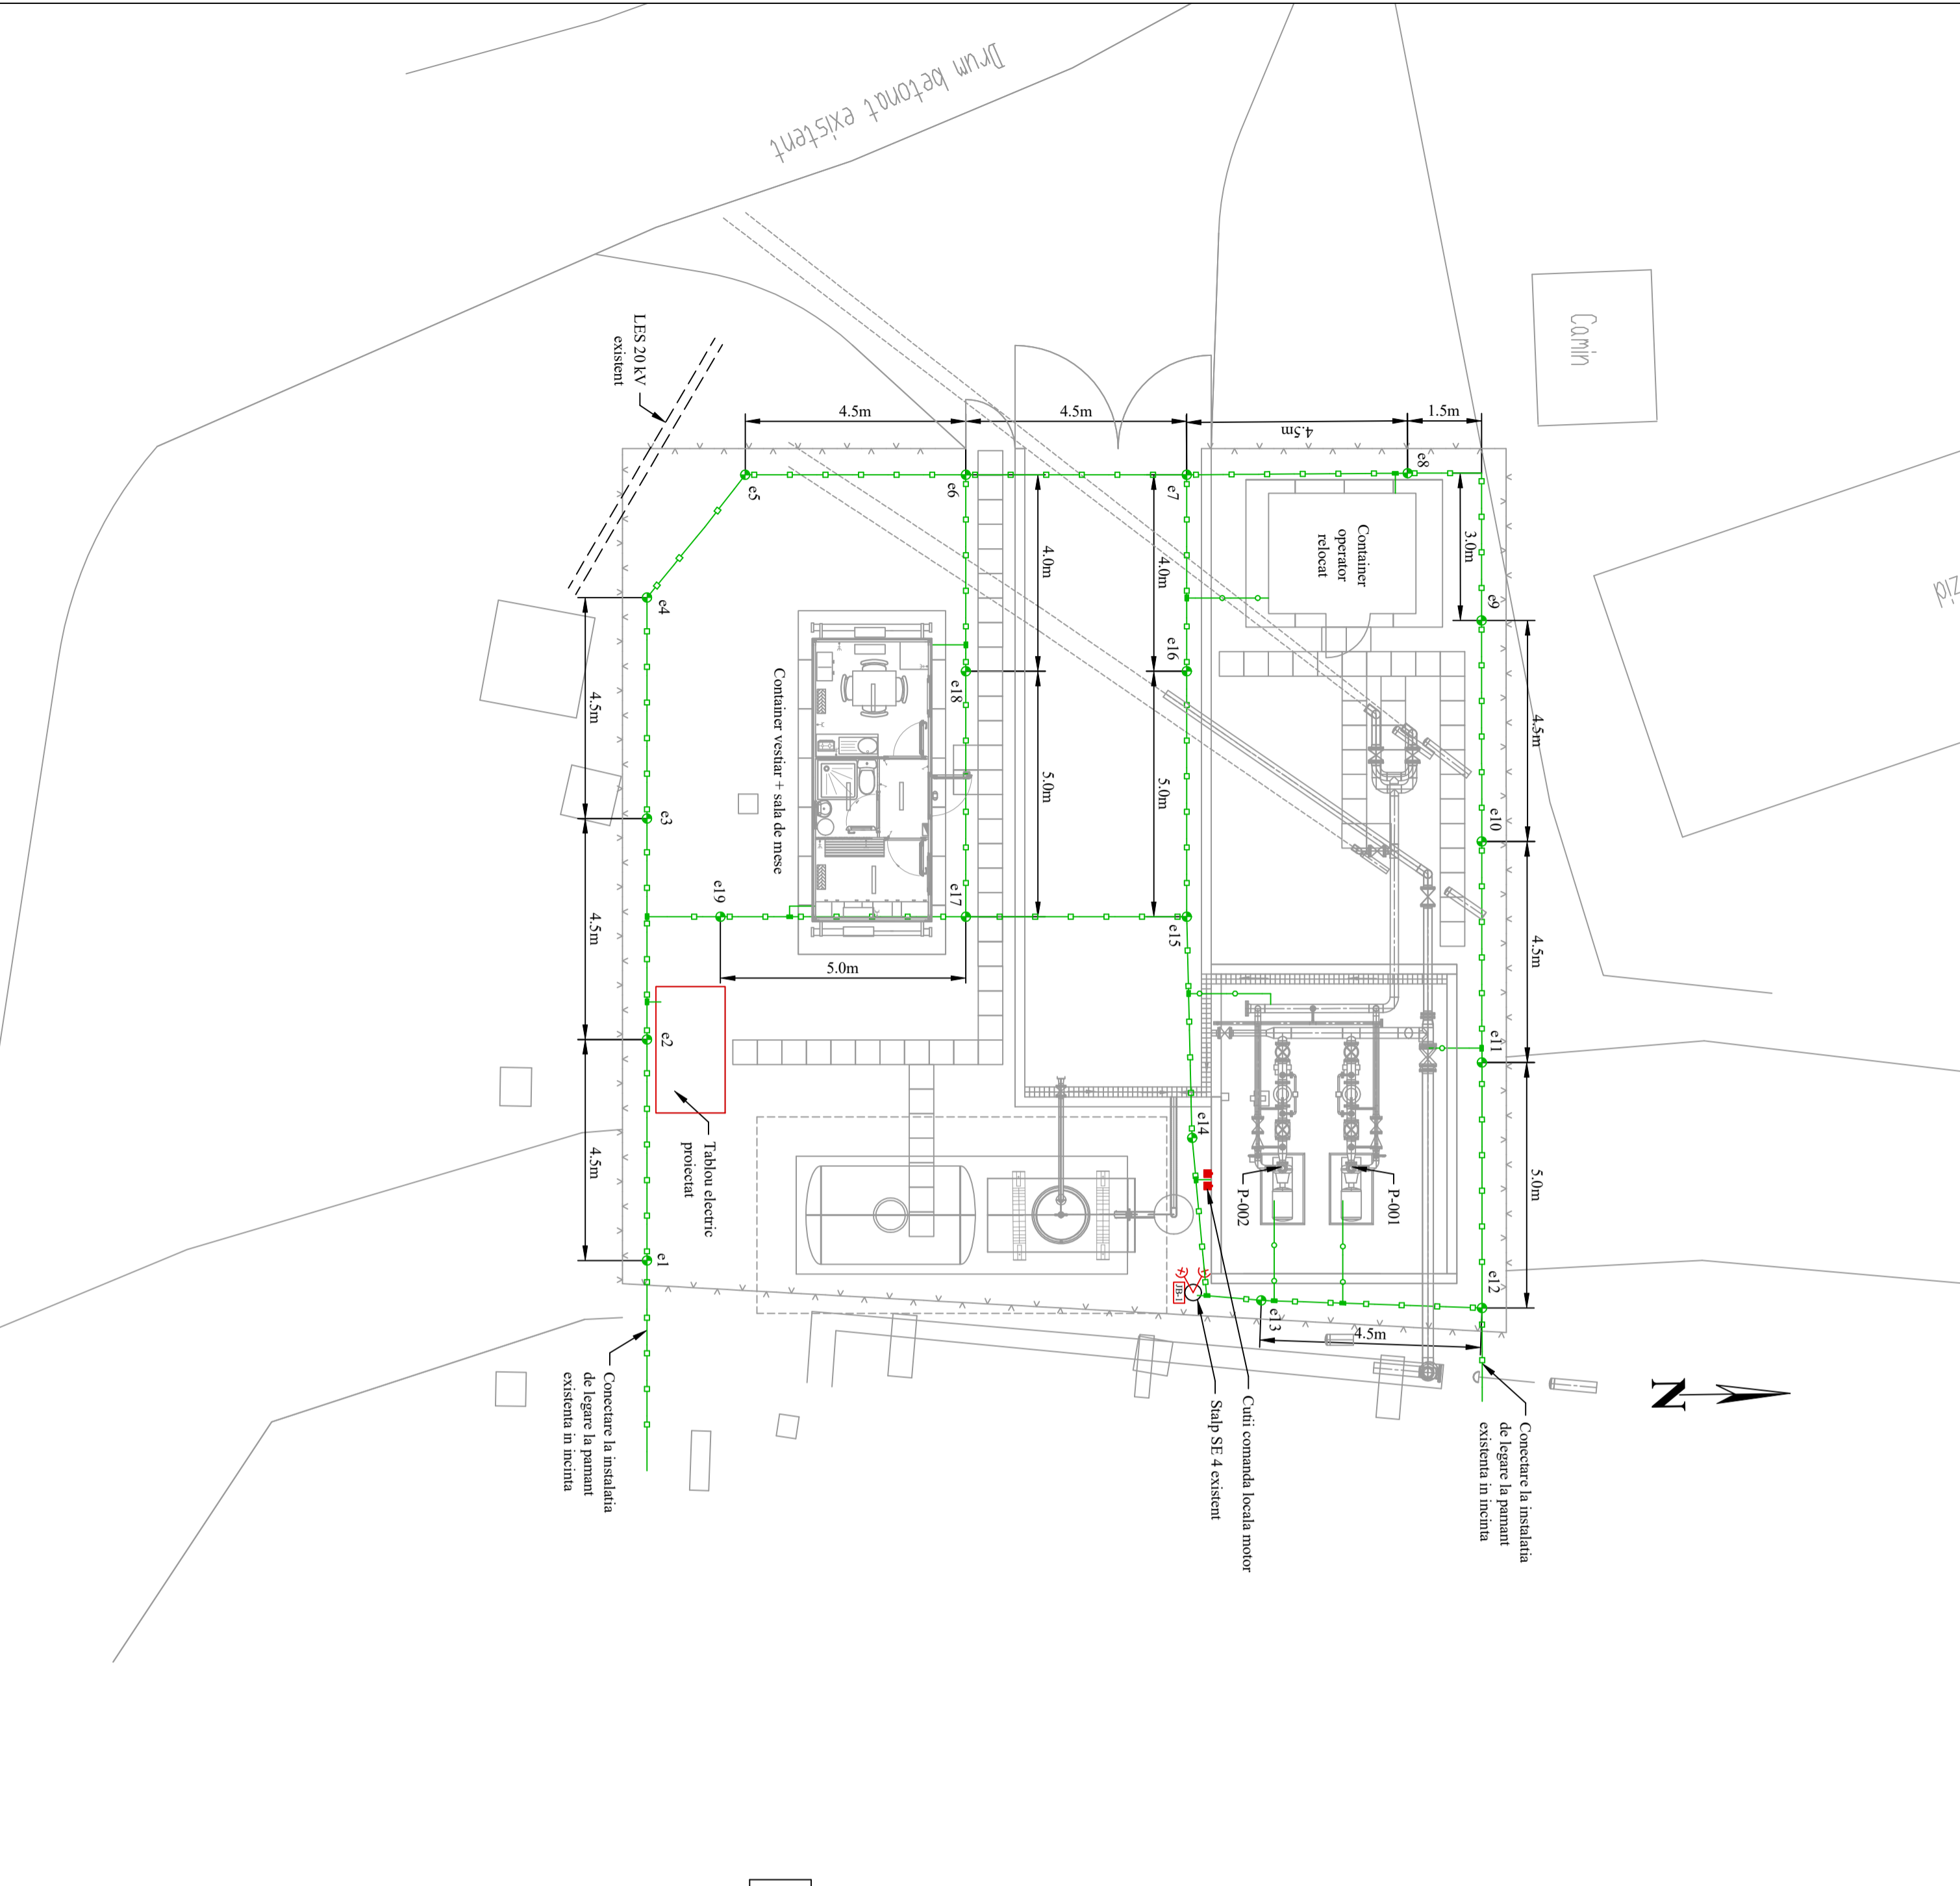 Drum betonat existent
Camin
zid
LES 20 kV
existent
4.5m
4.5m
4.5m
1.5m
e5
e6
e7
e8
3.0m
4.0m
4.0m
Container
operator
relocat
e9
4.5m
e4
e16
e18
4.5m
5.0m
5.0m
Container vestiar + sala de mese
e3
e10
e19
e17
e15
4.5m
4.5m
5.0m
e2
e11
e14
4.5m
5.0m
Tablou electric
proiectat
P-002
P-001
e1
JB-1
e13
e12
4.5m
Conectare la instalatia
de legare la pamant
existenta in incinta
Stalp SE 4 existent
Cutii comanda locala motor
Conectare la instalatia
de legare la pamant
existenta in incinta
N